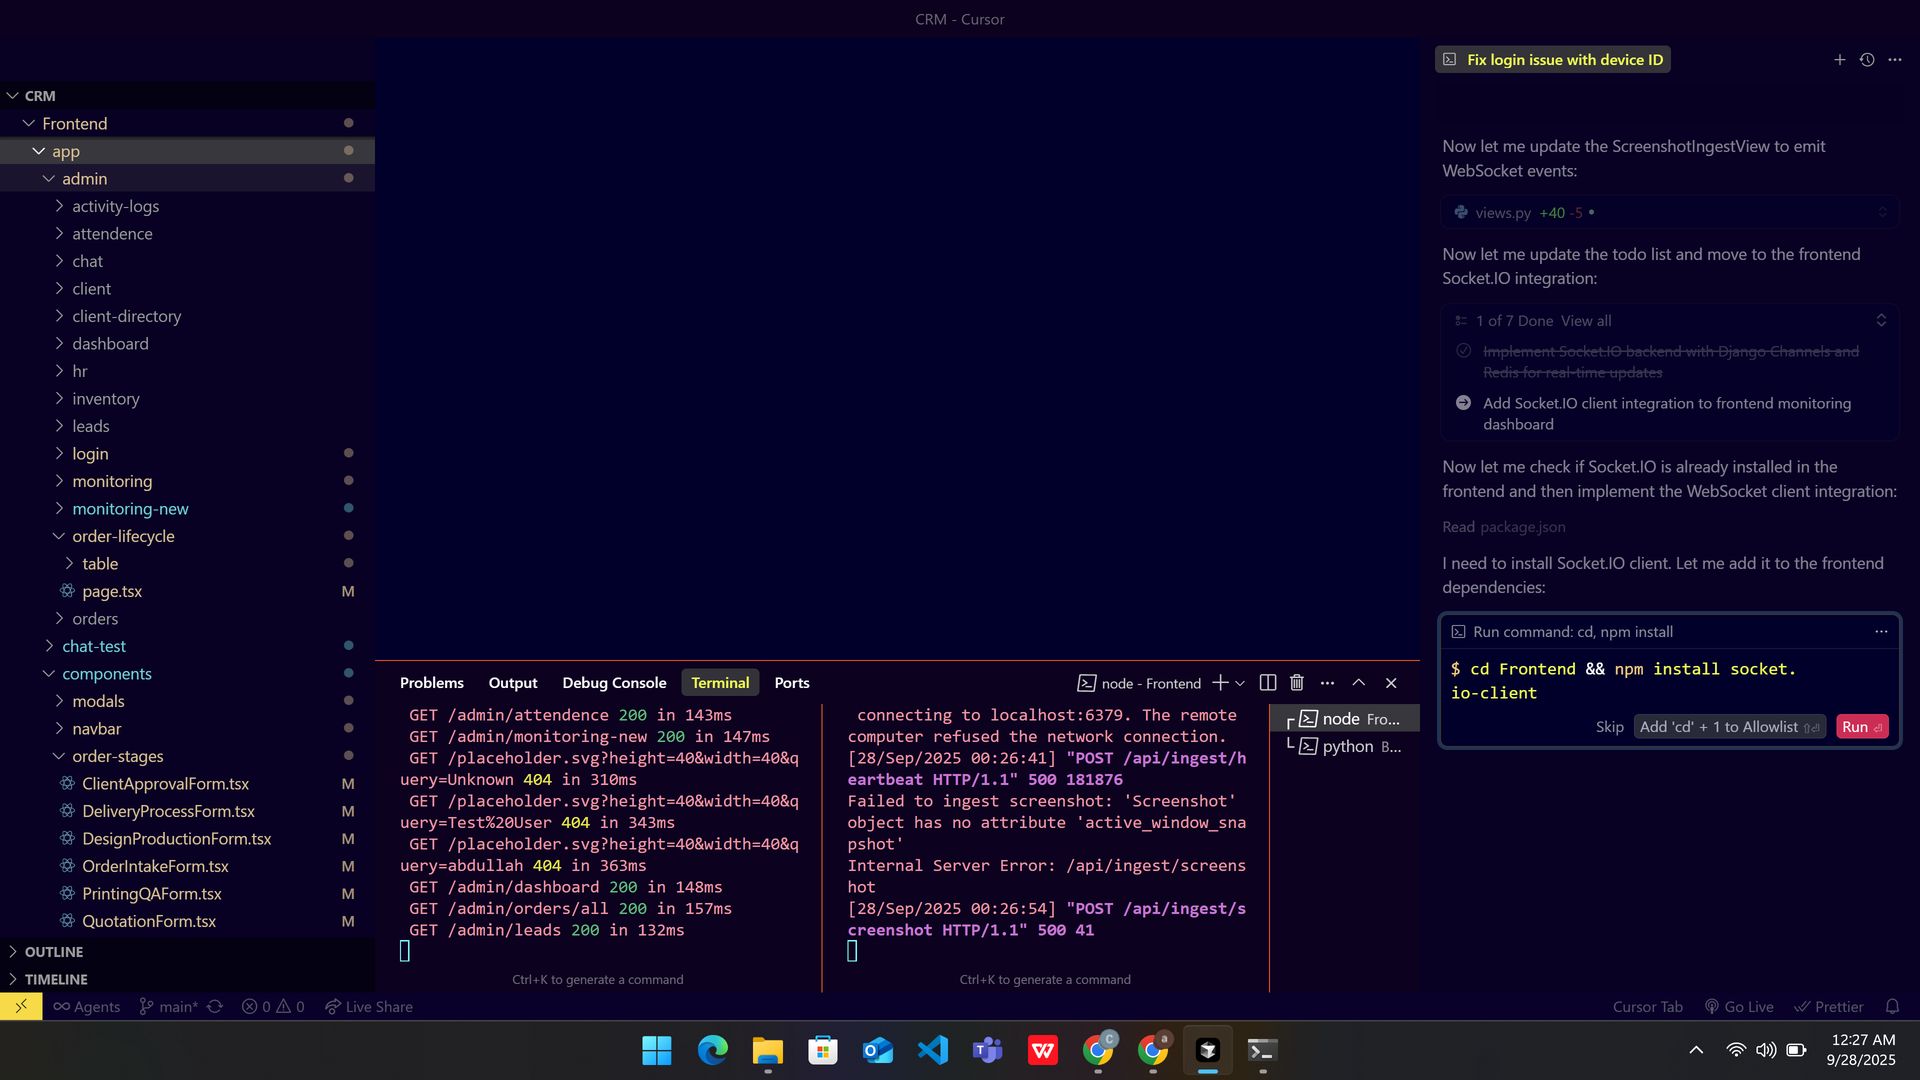 CRM - Cursor
CRM
Frontend
app
admin
activity-logs
attendence
chat
client
client-directory
dashboard
hr
inventory
leads
login
monitoring
monitoring-new
order-lifecycle
table
page.tsx M
orders
chat-test
components
modals
navbar
order-stages
ClientApprovalForm.tsx M
DeliveryProcessForm.tsx M
DesignProductionForm.tsx M
OrderIntakeForm.tsx M
PrintingQAForm.tsx M
QuotationForm.tsx M
OUTLINE
TIMELINE
Problems Output Debug Console Terminal Ports
node - Frontend
GET /admin/attendence 200 in 143ms
GET /admin/monitoring-new 200 in 147ms
GET /placeholder.svg?height=40&width=40&q
uery=Unknown 404 in 310ms
GET /placeholder.svg?height=40&width=40&q
uery=Test%20User 404 in 343ms
GET /placeholder.svg?height=40&width=40&q
uery=abdullah 404 in 363ms
GET /admin/dashboard 200 in 148ms
GET /admin/orders/all 200 in 157ms
GET /admin/leads 200 in 132ms
Ctrl+K to generate a command
connecting to localhost:6379. The remote
computer refused the network connection.
[28/Sep/2025 00:26:41] "POST /api/ingest/h
eartbeat HTTP/1.1" 500 181876
Failed to ingest screenshot: 'Screenshot'
object has no attribute 'active_window_sna
pshot'
Internal Server Error: /api/ingest/screens
hot
[28/Sep/2025 00:26:54] "POST /api/ingest/s
creenshot HTTP/1.1" 500 41
Ctrl+K to generate a command
node Fro...
python B...
Fix login issue with device ID
Now let me update the ScreenshotIngestView to emit
WebSocket events:
views.py +40 -5
Now let me update the todo list and move to the frontend
Socket.IO integration:
1 of 7 Done View all
Implement Socket.IO backend with Django Channels and
Redis for real-time updates
Add Socket.IO client integration to frontend monitoring
dashboard
Now let me check if Socket.IO is already installed in the
frontend and then implement the WebSocket client integration:
Read package.json
I need to install Socket.IO client. Let me add it to the frontend
dependencies:
Run command: cd, npm install
$ cd Frontend && npm install socket.
io-client
Skip Add 'cd' + 1 to Allowlist Run
Agents main* 0 0 Live Share
Cursor Tab Go Live Prettier
12:27 AM
9/28/2025